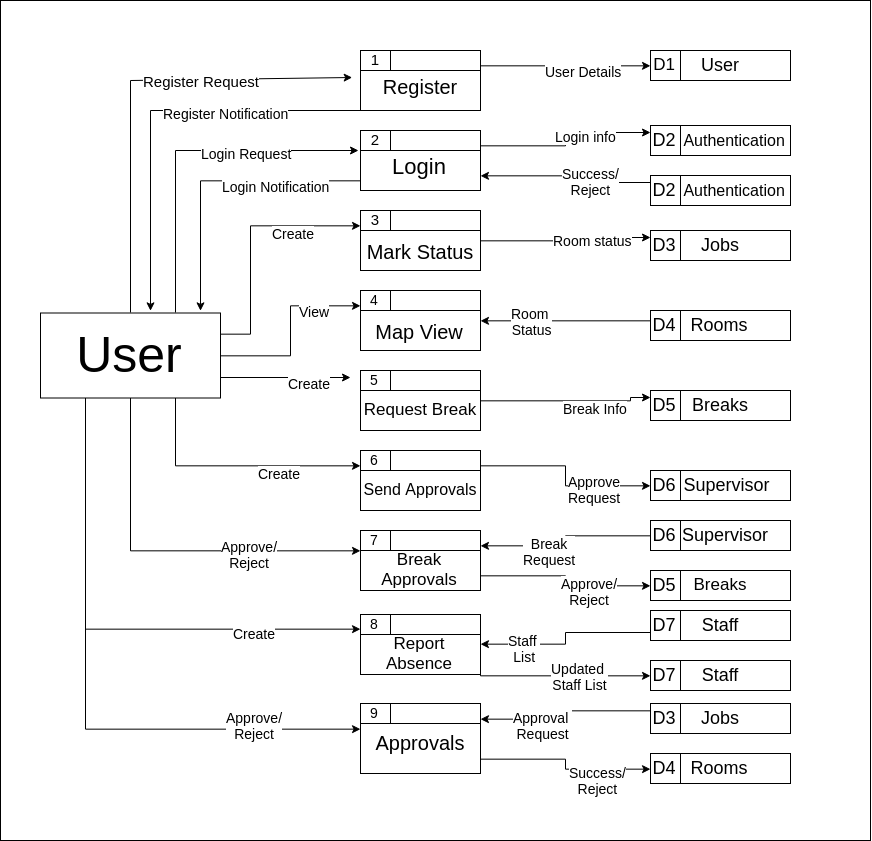 1
Register
Register Request
User Details
D1 User
Register Notification
2
Login
Login Request
Login info
D2 Authentication
Login Notification
Success/
Reject
D2 Authentication
3
Mark Status
Create
Room status
D3 Jobs
4
Map View
View
Room
Status
D4 Rooms
User
5
Request Break
Create
Break Info
D5 Breaks
6
Send Approvals
Create
Approve
Request
D6 Supervisor
7
Break
Approvals
Approve/
Reject
Break
Request
D6 Supervisor
Approve/
Reject
D5 Breaks
8
Report
Absence
Create
Staff
List
D7 Staff
Updated
Staff List
D7 Staff
9
Approvals
Approve/
Reject
Approval
Request
D3 Jobs
Success/
Reject
D4 Rooms